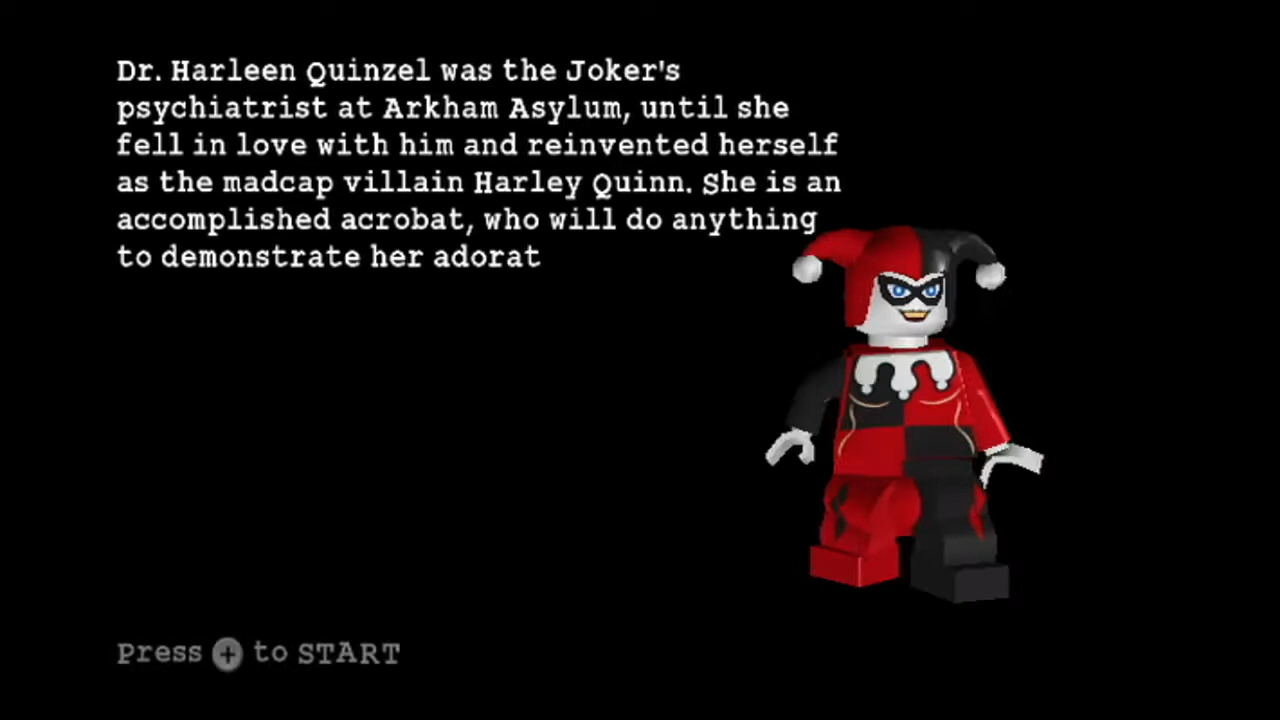 Dr. Harleen Quinzel was the Joker's
psychiatrist at Arkham Asylum, until she
fell in love with him and reinvented herself
as the madcap villain Harley Quinn. She is an
accomplished acrobat, who will do anything
to demonstrate her adorat
Press + to START